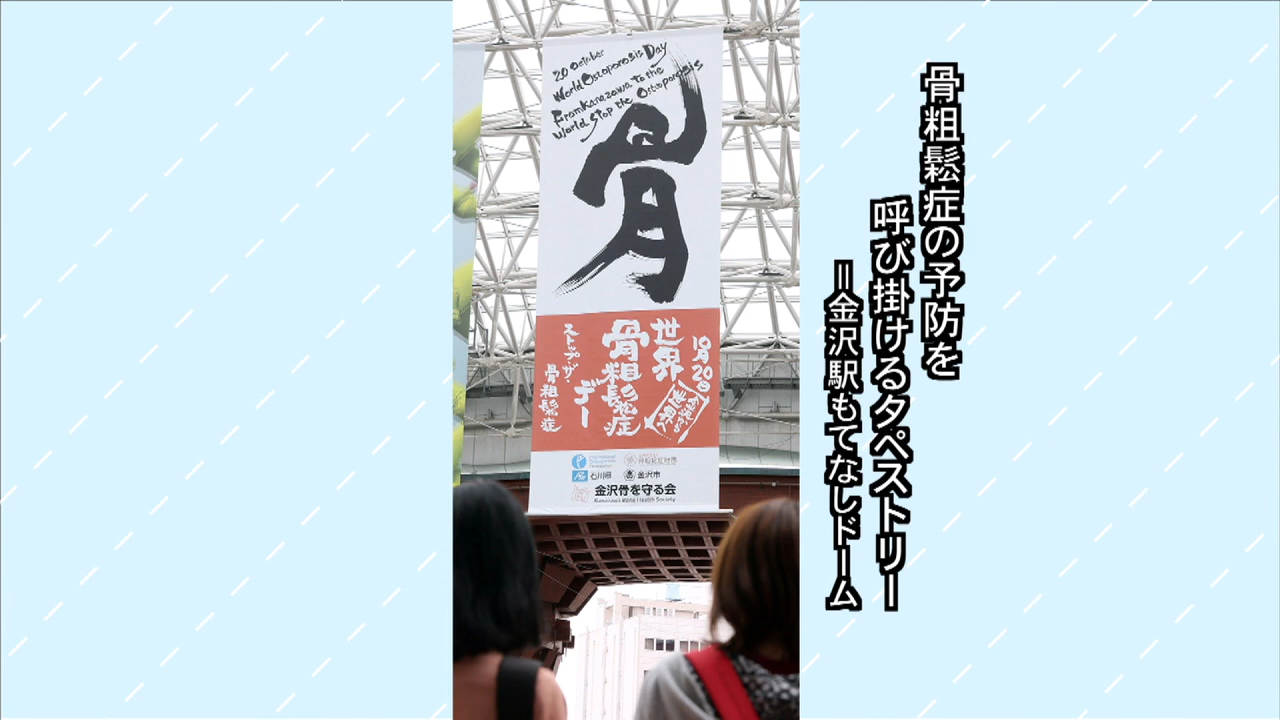 骨粗鬆症の予防を
呼び掛けるタペストリー
＝金沢駅もてなしドーム
20 October
World Osteoporosis Day
From Kanazawa to the
World Stop the Osteoporosis
骨
10月20日
世界
骨粗鬆症
デー
ストップ・ザ・
骨粗鬆症
石川県
金沢市
金沢骨を守る会